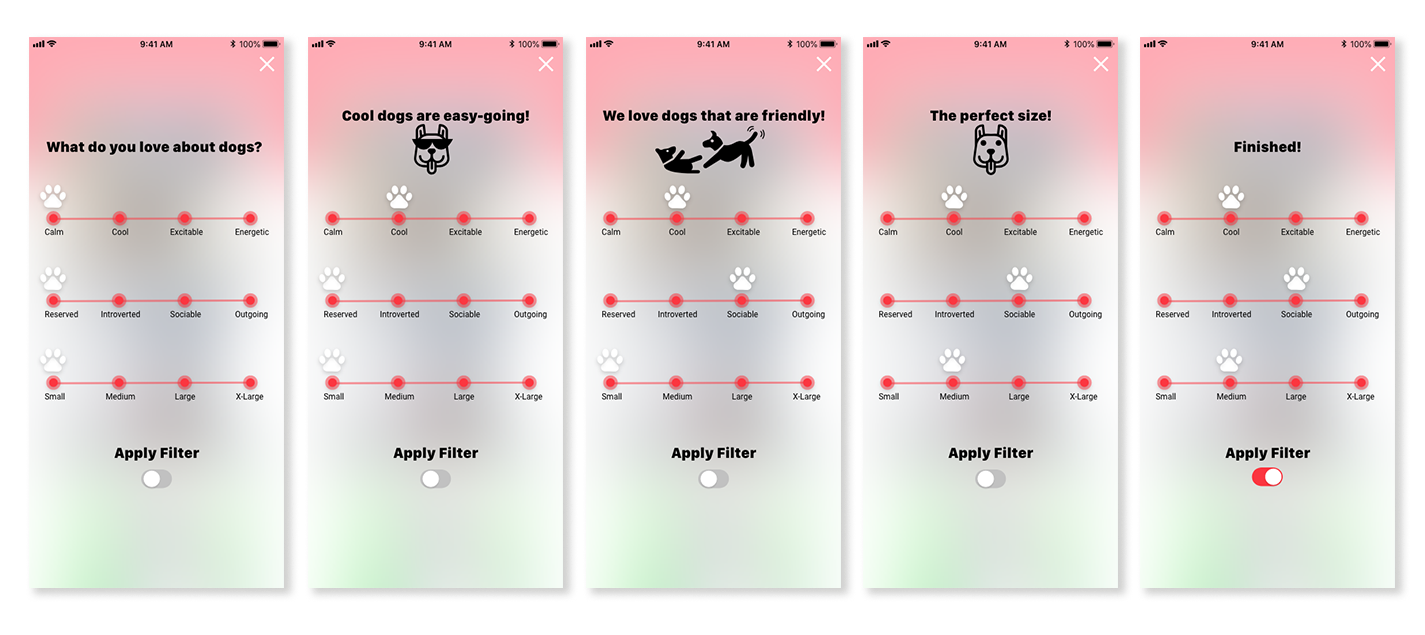 9:41 AM 100%
What do you love about dogs?
Calm Cool Excitable Energetic
Reserved Introverted Sociable Outgoing
Small Medium Large X-Large
Apply Filter
9:41 AM 100%
Cool dogs are easy-going!
Calm Cool Excitable Energetic
Reserved Introverted Sociable Outgoing
Small Medium Large X-Large
Apply Filter
9:41 AM 100%
We love dogs that are friendly!
Calm Cool Excitable Energetic
Reserved Introverted Sociable Outgoing
Small Medium Large X-Large
Apply Filter
9:41 AM 100%
The perfect size!
Calm Cool Excitable Energetic
Reserved Introverted Sociable Outgoing
Small Medium Large X-Large
Apply Filter
9:41 AM 100%
Finished!
Calm Cool Excitable Energetic
Reserved Introverted Sociable Outgoing
Small Medium Large X-Large
Apply Filter